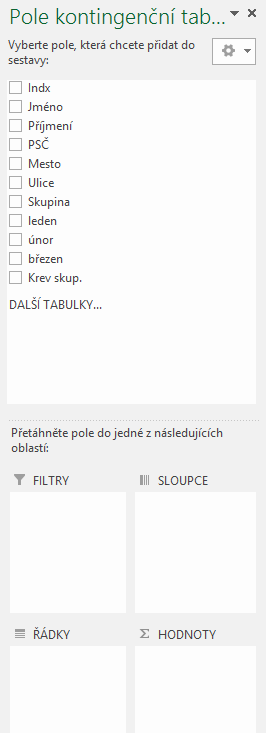 Pole kontingenční tab...
Vyberte pole, která chcete přidat do
sestavy:
Indx
Jméno
Příjmení
PSČ
Mesto
Ulice
Skupina
leden
únor
březen
Krev skup.
DALŠÍ TABULKY...
Přetáhněte pole do jedné z následujících
oblastí:
FILTRY
SLOUPCE
ŘÁDKY
Σ HODNOTY